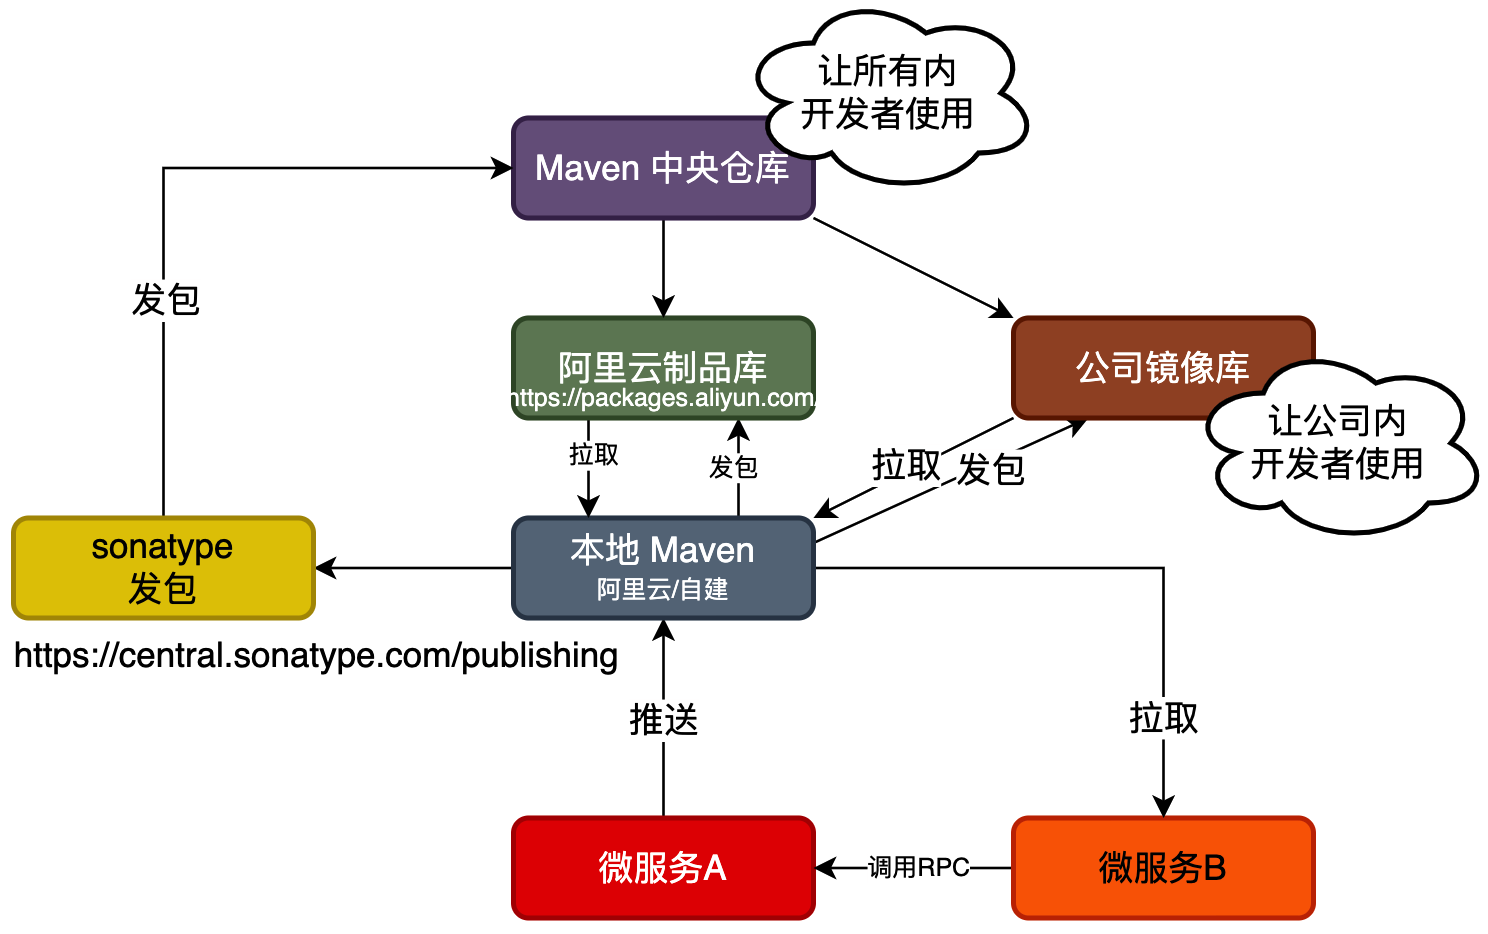 让所有内
开发者使用
Maven 中央仓库
发包
阿里云制品库
https://packages.aliyun.com/
公司镜像库
让公司内
开发者使用
拉取
发包
拉取
发包
sonatype
发包
本地 Maven
阿里云/自建
https://central.sonatype.com/publishing
推送
拉取
微服务A
调用RPC
微服务B